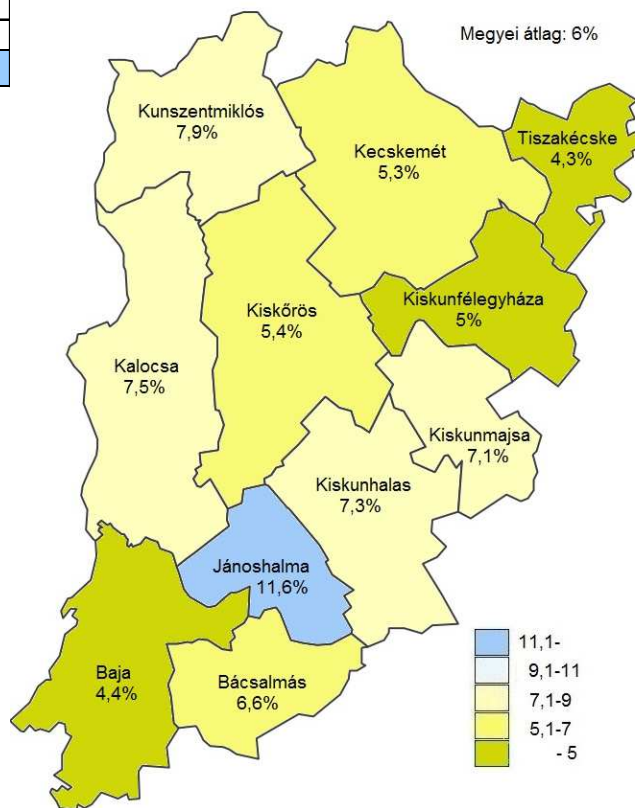 Megyei átlag: 6%
Kunszentmiklós
7,9%
Kecskemét
5,3%
Tiszakécske
4,3%
Kiskunfélegyháza
5%
Kiskőrös
5,4%
Kalocsa
7,5%
Kiskunmajsa
7,1%
Kiskunhalas
7,3%
Jánoshalma
11,6%
Baja
4,4%
Bácsalmás
6,6%
11,1-
9,1-11
7,1-9
5,1-7
- 5